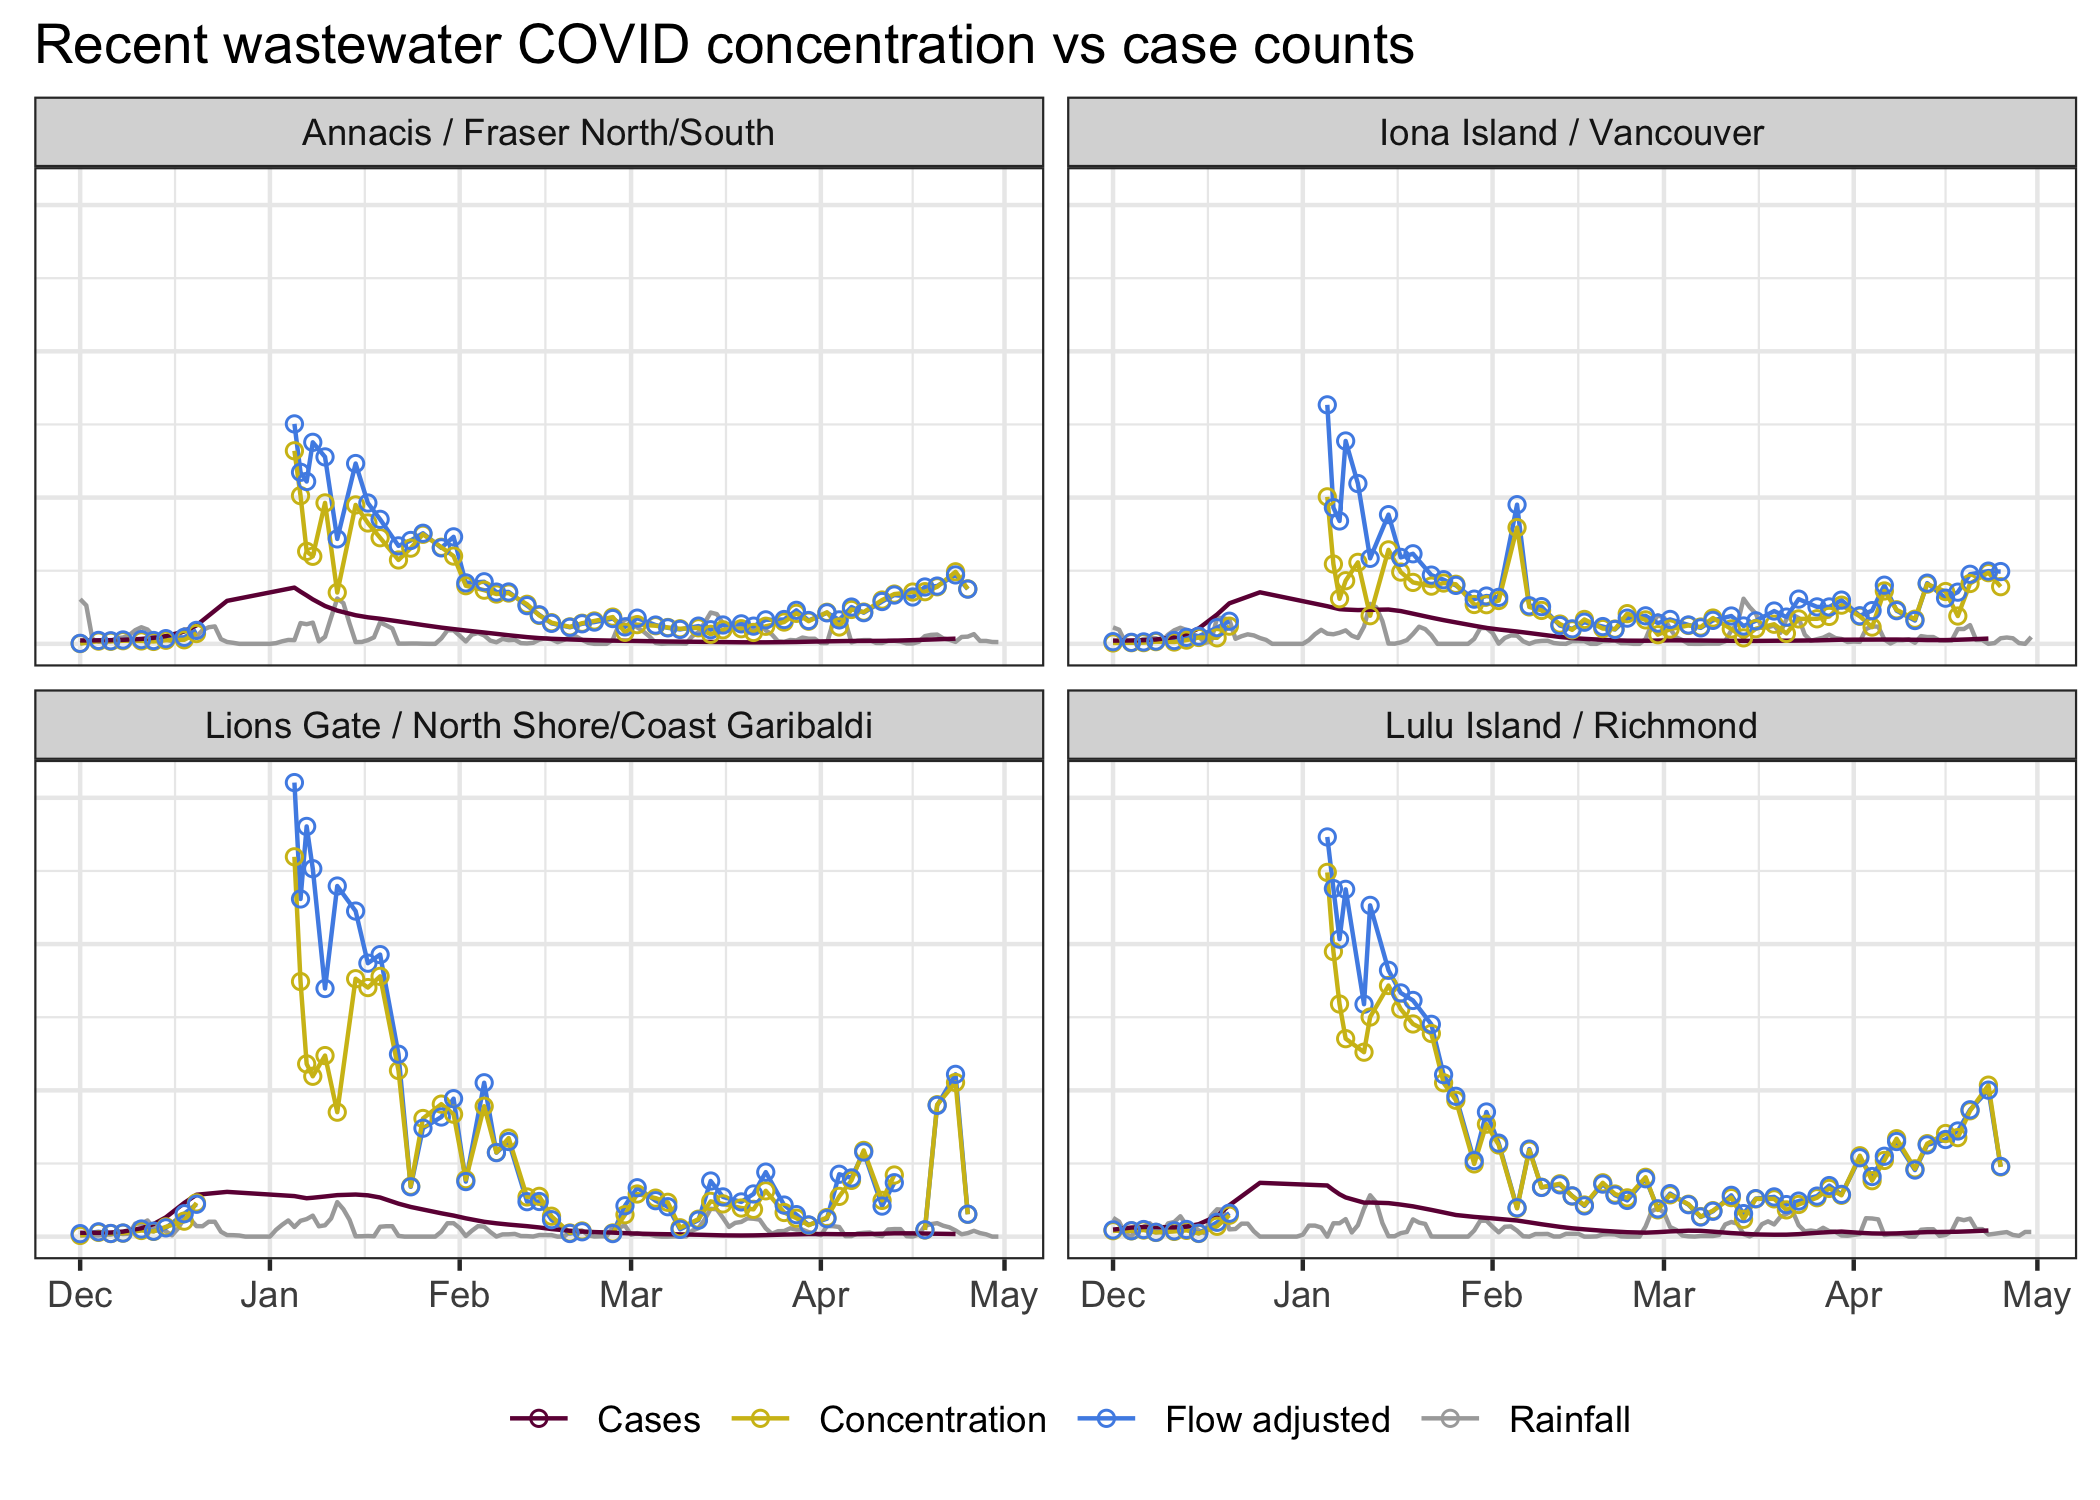 Recent wastewater COVID concentration vs case counts
Annacis / Fraser North/South
Iona Island / Vancouver
Lions Gate / North Shore/Coast Garibaldi
Lulu Island / Richmond
Dec Jan Feb Mar Apr May
Dec Jan Feb Mar Apr May
Cases Concentration Flow adjusted Rainfall